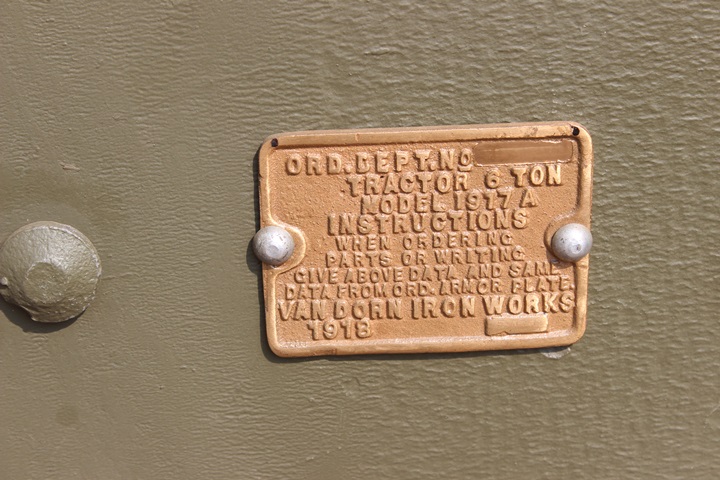 ORD. DEPT. NO
TRACTOR 6 TON
MODEL 1917 A
INSTRUCTIONS
WHEN ORDERING
PARTS OR WRITING
GIVE ABOVE DATA AND SAME
DATA FROM ORD. ARMOR PLATE.
VAN DORN IRON WORKS
1918